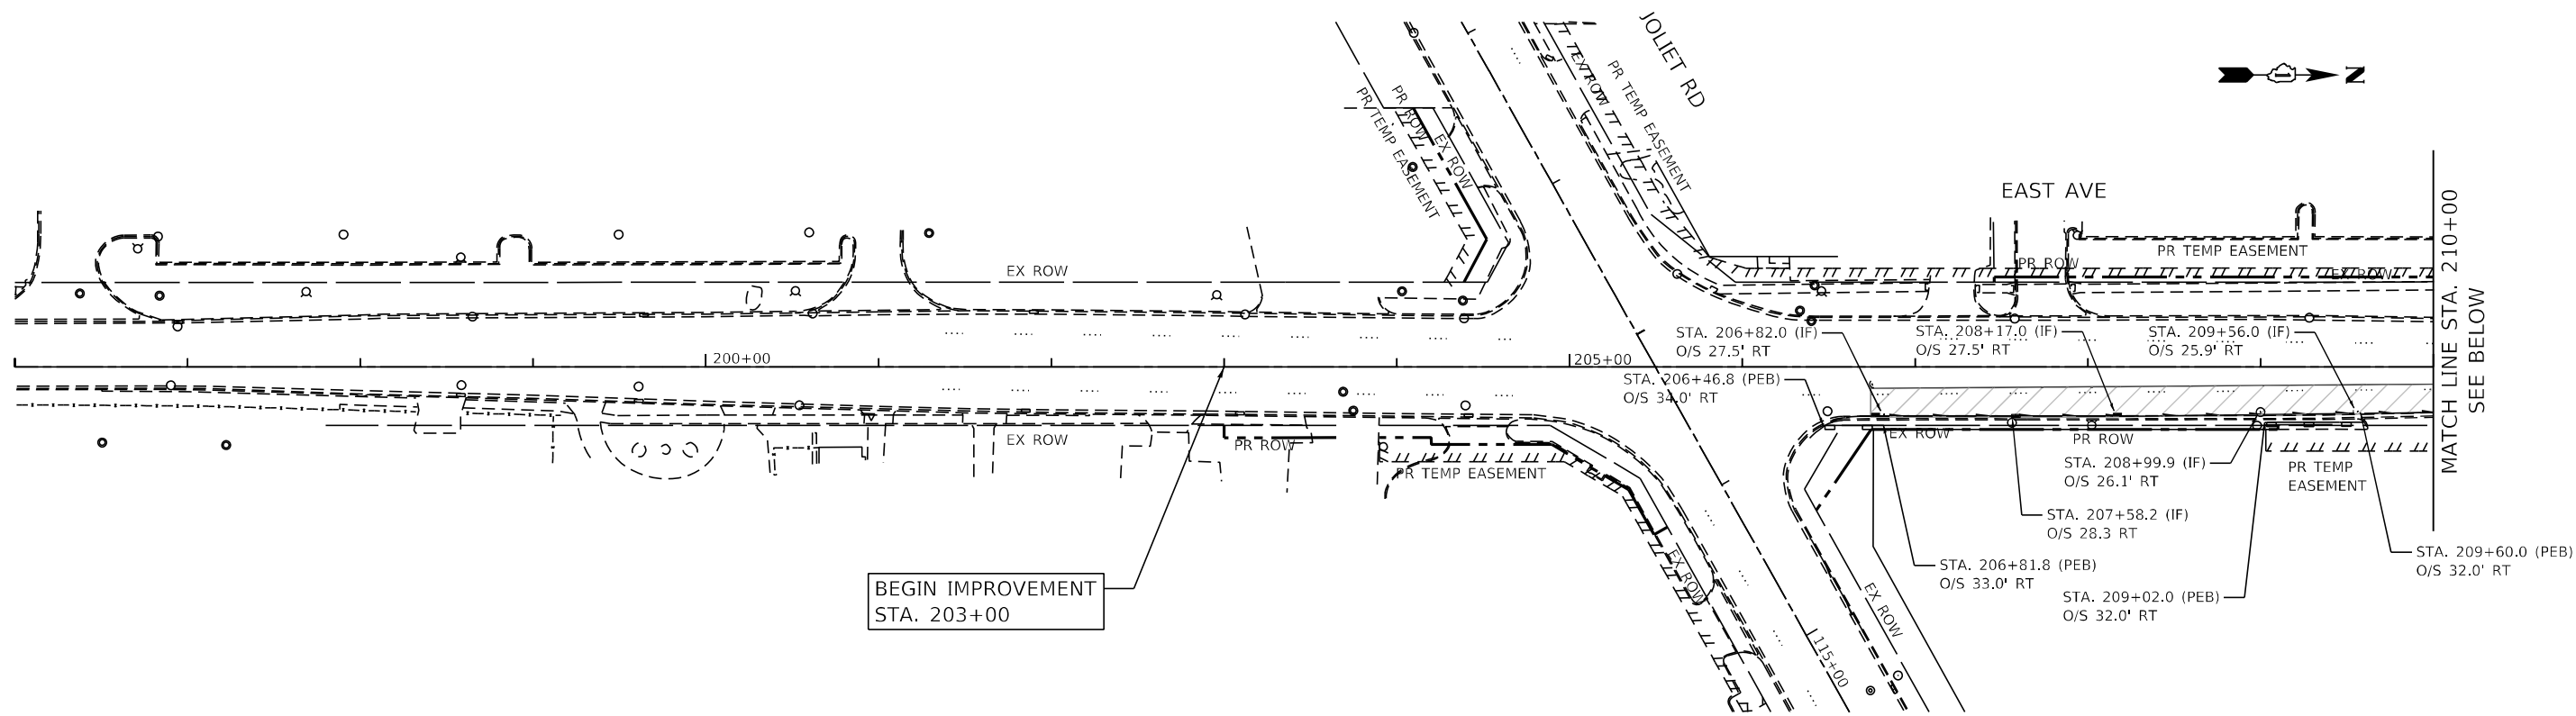 JOLIET RD
EX ROW
PR TEMP EASEMENT
PR ROW
PR TEMP EASEMENT
EX ROW
N
EAST AVE
PR TEMP EASEMENT
PR ROW
EX ROW
EX ROW
MATCH LINE STA. 210+00
SEE BELOW
200+00
205+00
STA. 206+82.0 (IF)
O/S 27.5' RT
STA. 208+17.0 (IF)
O/S 27.5' RT
STA. 209+56.0 (IF)
O/S 25.9' RT
STA. 206+46.8 (PEB)
O/S 34.0' RT
EX ROW
PR ROW
PR TEMP EASEMENT
EX ROW
PR ROW
STA. 208+99.9 (IF)
O/S 26.1' RT
PR TEMP
EASEMENT
STA. 207+58.2 (IF)
O/S 28.3 RT
STA. 206+81.8 (PEB)
O/S 33.0' RT
STA. 209+60.0 (PEB)
O/S 32.0' RT
STA. 209+02.0 (PEB)
O/S 32.0' RT
BEGIN IMPROVEMENT
STA. 203+00
EX ROW
EX ROW
115+00